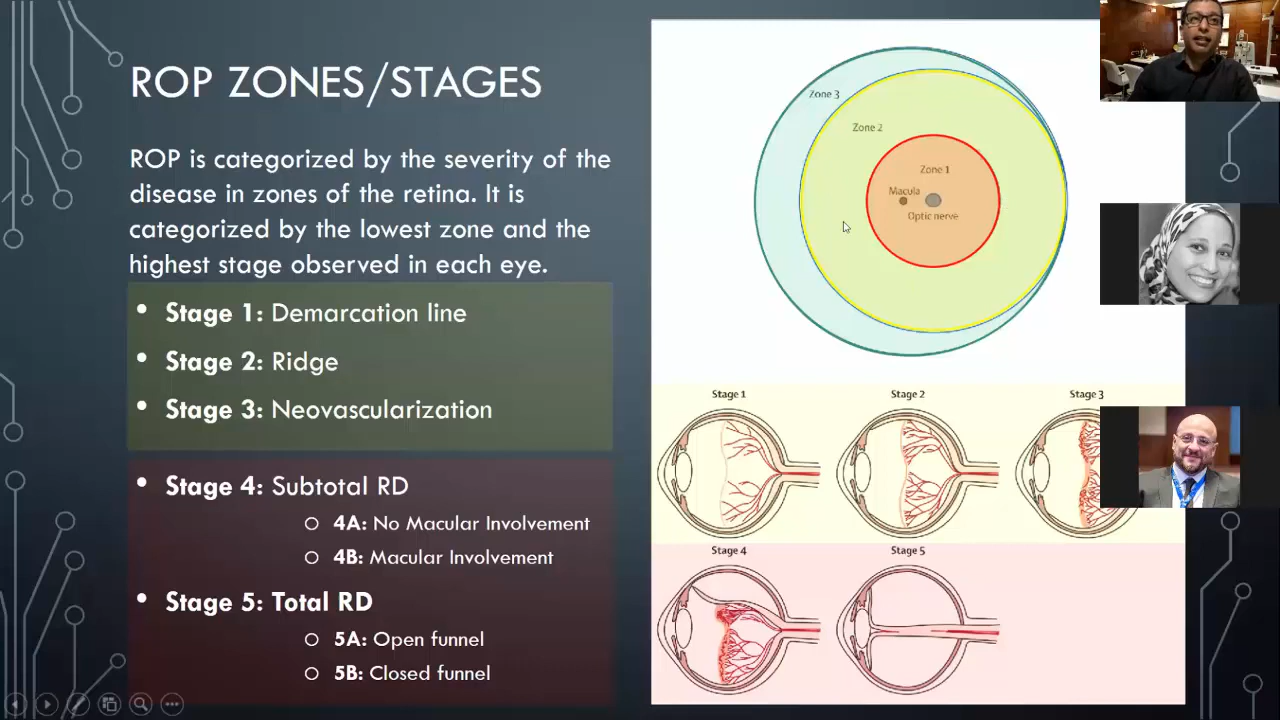 ROP ZONES/STAGES
ROP is categorized by the severity of the
disease in zones of the retina. It is
categorized by the lowest zone and the
highest stage observed in each eye.
• Stage 1: Demarcation line
• Stage 2: Ridge
• Stage 3: Neovascularization
• Stage 4: Subtotal RD
○ 4A: No Macular Involvement
○ 4B: Macular Involvement
• Stage 5: Total RD
○ 5A: Open funnel
○ 5B: Closed funnel
Zone 3
Zone 2
Zone 1
Macula
Optic nerve
Stage 1
Stage 2
Stage 3
Stage 4
Stage 5